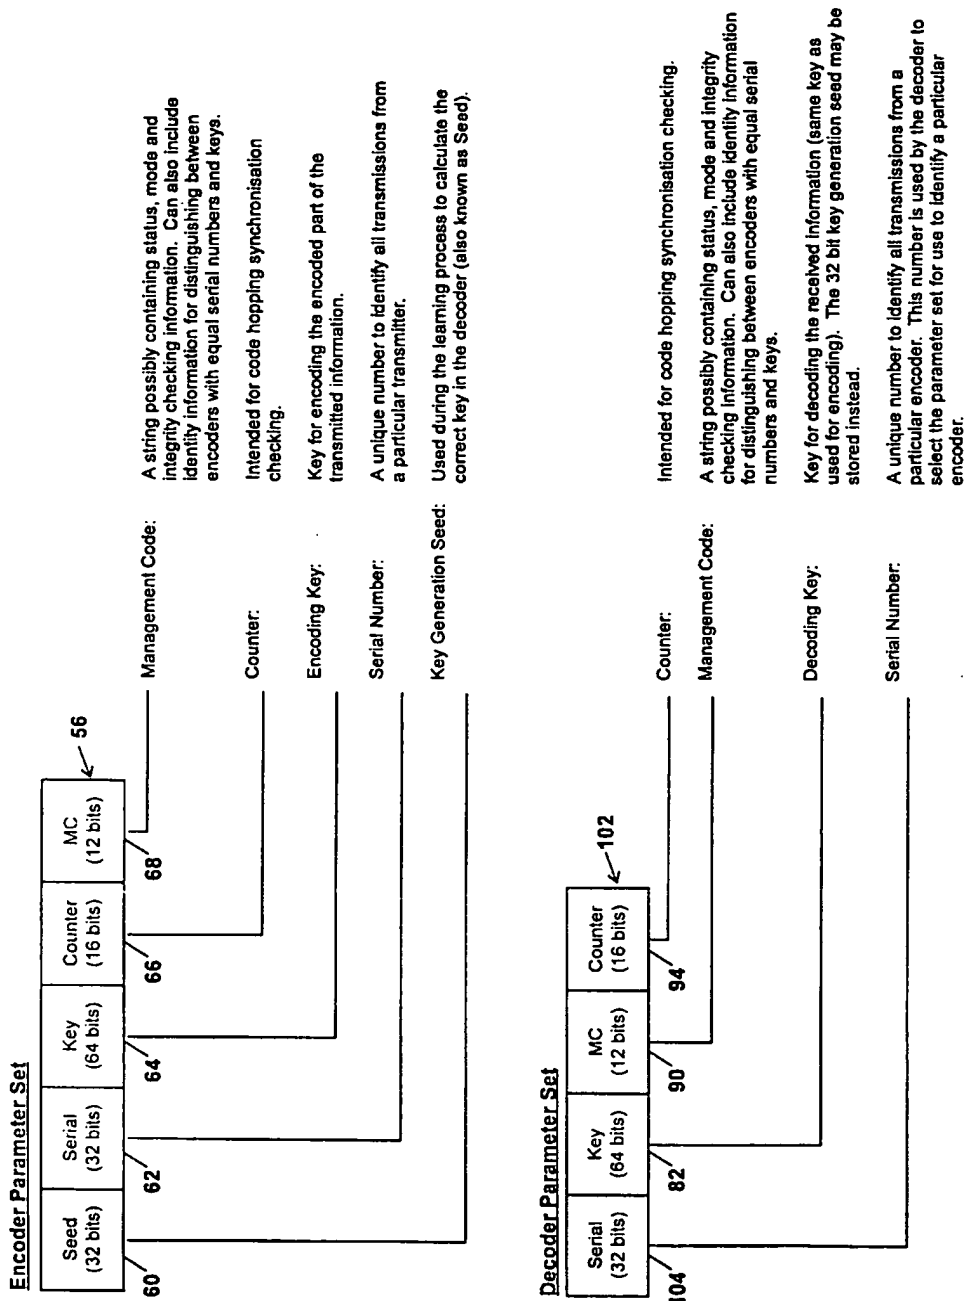 Encoder Parameter Set
Seed
(32 bits)
Serial
(32 bits)
Key
(64 bits)
Counter
(16 bits)
MC
(12 bits)
56
60
62
64
66
68
Management Code:
A string possibly containing status, mode and
integrity checking information. Can also include
identity information for distinguishing between
encoders with equal serial numbers and keys.
Counter:
Intended for code hopping synchronisation
checking.
Encoding Key:
Key for encoding the encoded part of the
transmitted information.
Serial Number:
A unique number to identify all transmissions from
a particular transmitter.
Key Generation Seed:
Used during the learning process to calculate the
correct key in the decoder (also known as Seed).
Decoder Parameter Set
Serial
(32 bits)
Key
(64 bits)
MC
(12 bits)
Counter
(16 bits)
102
104
82
90
94
Counter:
Intended for code hopping synchronisation checking.
Management Code:
A string possibly containing status, mode and integrity
checking information. Can also include identity information
for distinguishing between encoders with equal serial
numbers and keys.
Decoding Key:
Key for decoding the received information (same key as
used for encoding). The 32 bit key generation seed may be
stored instead.
Serial Number:
A unique number to identify all transmissions from a
particular encoder. This number is used by the decoder to
select the parameter set for use to identify a particular
encoder.